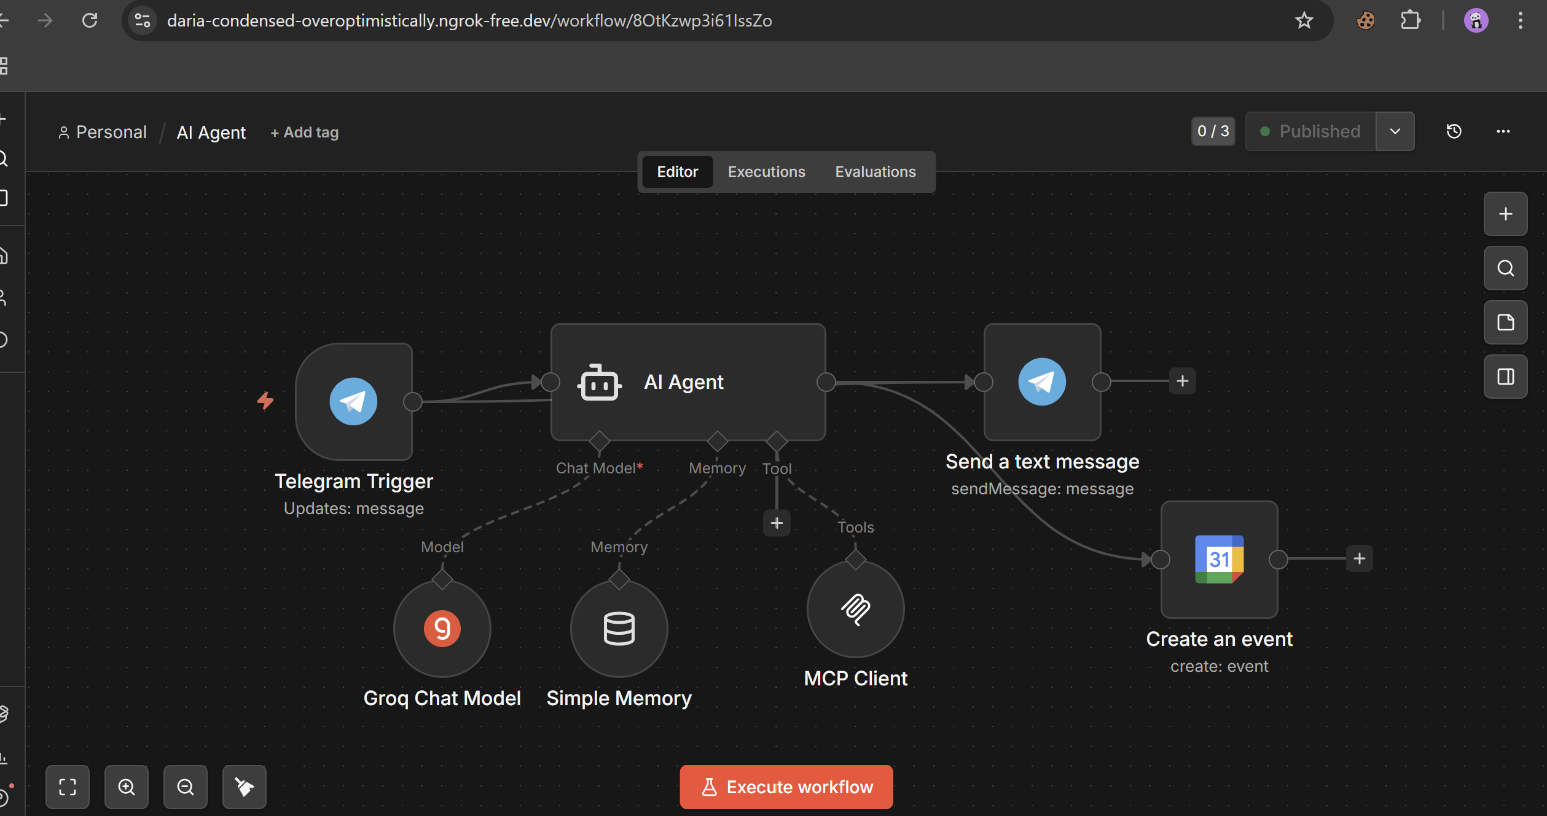 daria-condensed-overoptimistically.ngrok-free.dev/workflow/8OtKzwp3i61lssZo
Personal / AI Agent + Add tag
0 / 3 Published
Editor Executions Evaluations
AI Agent
Chat Model* Memory Tool
Telegram Trigger
Updates: message
Send a text message
sendMessage: message
Tools
Model Memory
31
Create an event
create: event
Groq Chat Model Simple Memory MCP Client
Execute workflow